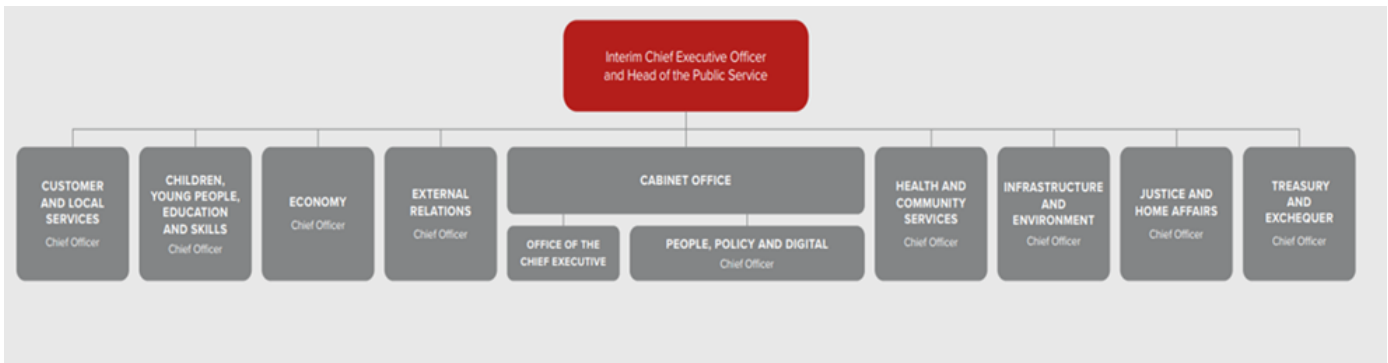 Interim Chief Executive Officer
and Head of the Public Service
CUSTOMER
AND LOCAL
SERVICES
Chief Officer
CHILDREN,
YOUNG PEOPLE,
EDUCATION
AND SKILLS
Chief Officer
ECONOMY
Chief Officer
EXTERNAL
RELATIONS
Chief Officer
CABINET OFFICE
OFFICE OF THE
CHIEF EXECUTIVE
PEOPLE, POLICY AND DIGITAL
Chief Officer
HEALTH AND
COMMUNITY
SERVICES
Chief Officer
INFRASTRUCTURE
AND
ENVIRONMENT
Chief Officer
JUSTICE AND
HOME AFFAIRS
Chief Officer
TREASURY
AND
EXCHEQUER
Chief Officer